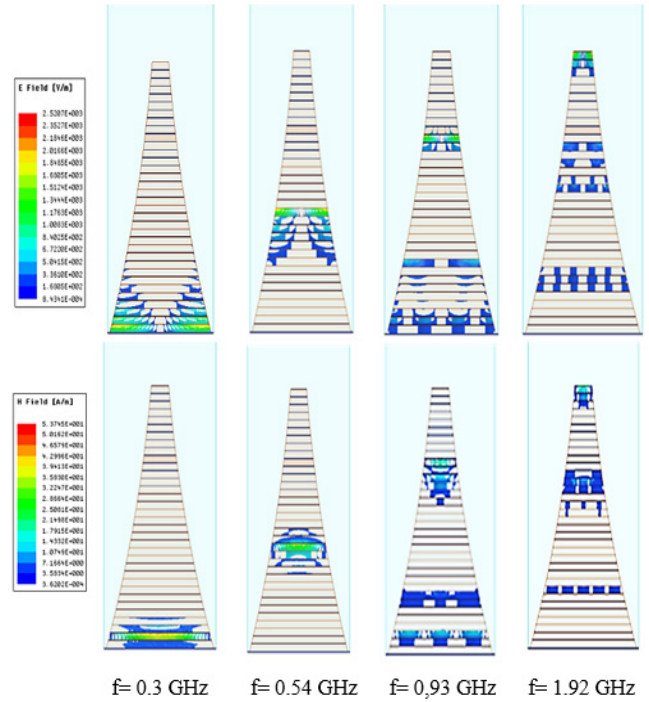 E Field [V/m]
2.5207E+003
2.3527E+003
2.1846E+003
2.0166E+003
1.8485E+003
1.6805E+003
1.5124E+003
1.3444E+003
1.1763E+003
1.0083E+003
8.4025E+002
6.7220E+002
5.0415E+002
3.3610E+002
1.6805E+002
8.4341E-004
H Field [A/m]
5.3745E+001
5.0162E+001
4.6579E+001
4.2996E+001
3.9413E+001
3.5830E+001
3.2247E+001
2.8664E+001
2.5081E+001
2.1498E+001
1.7915E+001
1.4332E+001
1.0749E+001
7.1664E+000
3.5834E+000
3.6202E-004
f= 0.3 GHz f= 0.54 GHz f= 0,93 GHz f= 1.92 GHz